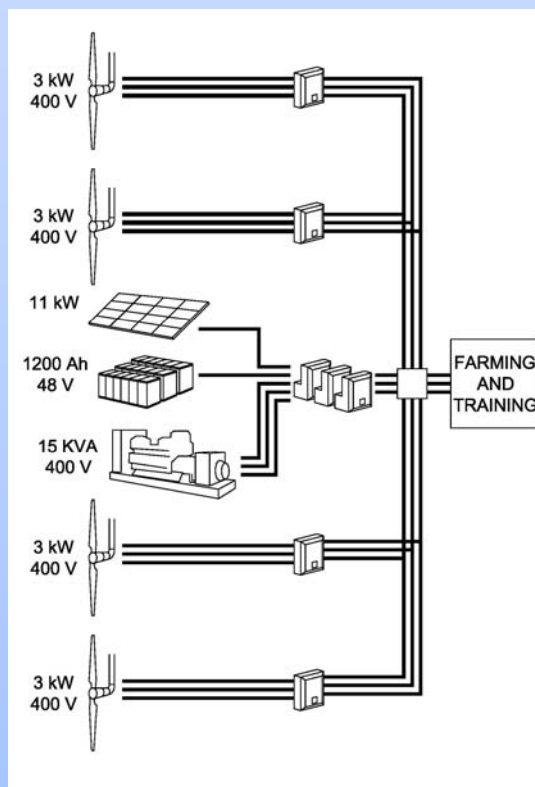 3 kW
400 V
3 kW
400 V
11 kW
1200 Ah
48 V
15 KVA
400 V
FARMING
AND
TRAINING
3 kW
400 V
3 kW
400 V